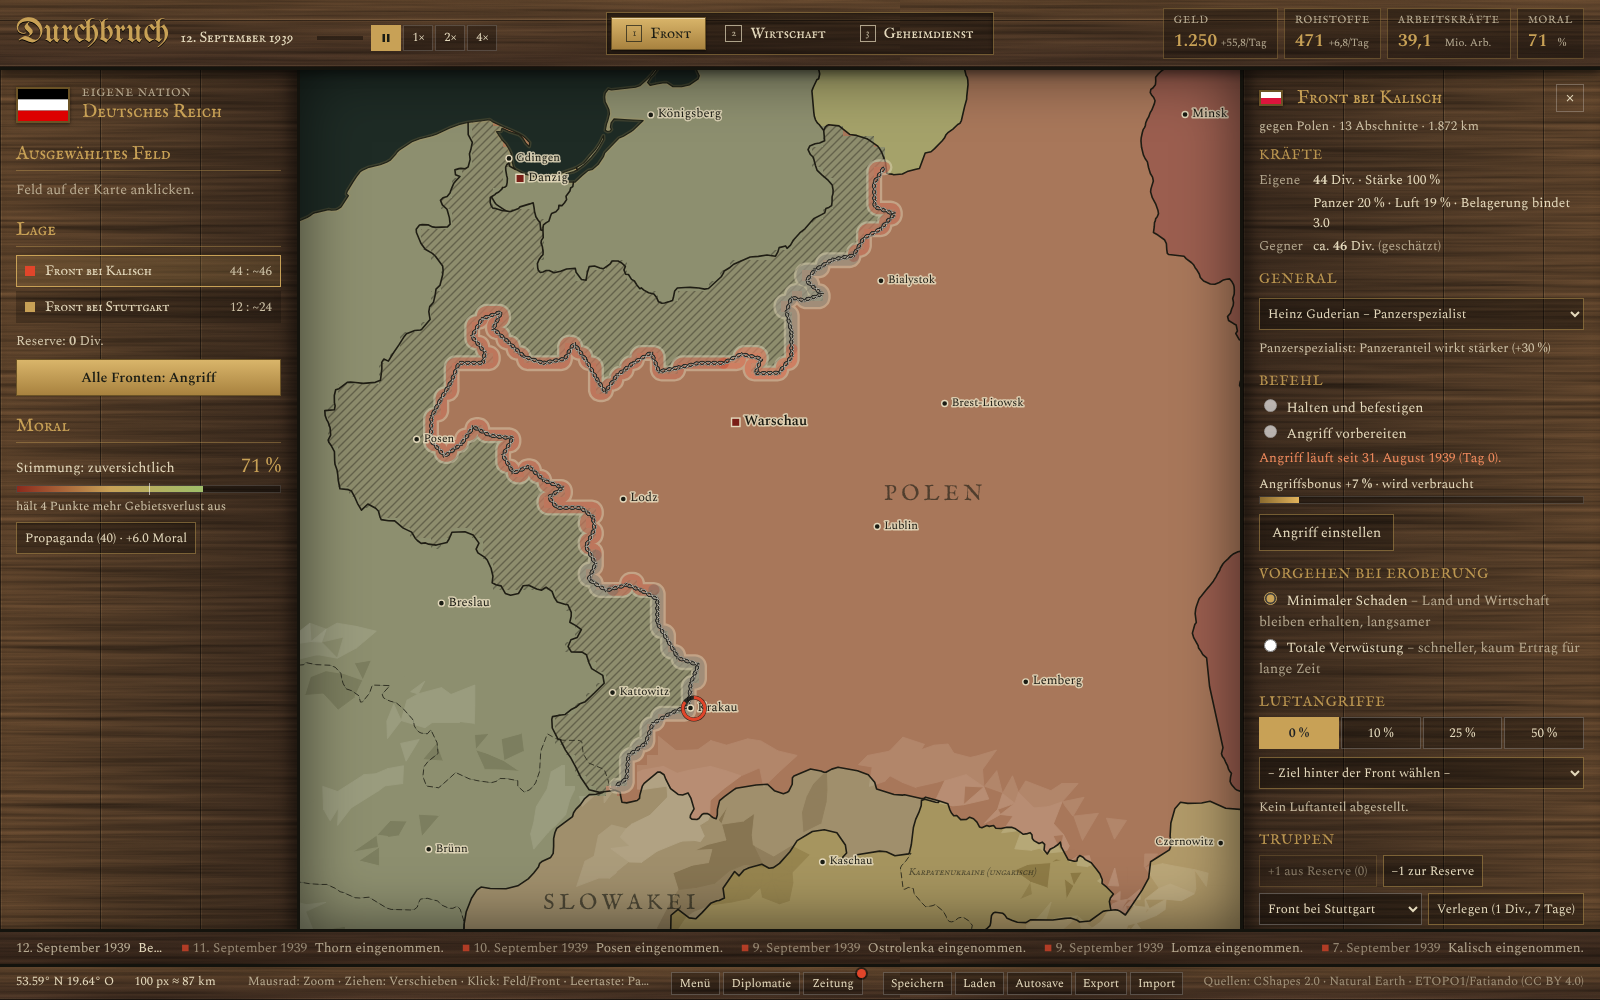 Durchbruch
12. September 1939
1×
2×
4×
1 Front
2 Wirtschaft
3 Geheimdienst
GELD
1.250 +55,8/Tag
ROHSTOFFE
471 +6,8/Tag
ARBEITSKRÄFTE
39,1 Mio. Arb.
MORAL
71 %
EIGENE NATION
Deutsches Reich
Ausgewähltes Feld
Feld auf der Karte anklicken.
Lage
Front bei Kalisch 44 : ~46
Front bei Stuttgart 12 : ~24
Reserve: 0 Div.
Alle Fronten: Angriff
Moral
Stimmung: zuversichtlich 71 %
hält 4 Punkte mehr Gebietsverlust aus
Propaganda (40) · +6.0 Moral
Königsberg
Minsk
Gdingen
Danzig
Bialystok
Brest-Litowsk
Warschau
Posen
Lodz
POLEN
Lublin
Breslau
Lemberg
Kattowitz
Krakau
Brünn
Kaschau
Czernowitz
Karpatenukraine (ungarisch)
SLOWAKEI
Front bei Kalisch
×
gegen Polen · 13 Abschnitte · 1.872 km
KRÄFTE
Eigene 44 Div. · Stärke 100 %
Panzer 20 % · Luft 19 % · Belagerung bindet
3.0
Gegner ca. 46 Div. (geschätzt)
GENERAL
Heinz Guderian – Panzerspezialist
Panzerspezialist: Panzeranteil wirkt stärker (+30 %)
BEFEHL
Halten und befestigen
Angriff vorbereiten
Angriff läuft seit 31. August 1939 (Tag 0).
Angriffsbonus +7 % · wird verbraucht
Angriff einstellen
VORGEHEN BEI EROBERUNG
Minimaler Schaden – Land und Wirtschaft
bleiben erhalten, langsamer
Totale Verwüstung – schneller, kaum Ertrag für
lange Zeit
LUFTANGRIFFE
0 %
10 %
25 %
50 %
– Ziel hinter der Front wählen –
Kein Luftanteil abgestellt.
TRUPPEN
+1 aus Reserve (0)
−1 zur Reserve
Front bei Stuttgart
Verlegen (1 Div., 7 Tage)
12. September 1939 Be…
11. September 1939 Thorn eingenommen.
10. September 1939 Posen eingenommen.
9. September 1939 Ostrolenka eingenommen.
9. September 1939 Lomza eingenommen.
7. September 1939 Kalisch eingenommen.
53.59° N 19.64° O
100 px ≈ 87 km
Mausrad: Zoom · Ziehen: Verschieben · Klick: Feld/Front · Leertaste: Pa…
Menü
Diplomatie
Zeitung
Speichern
Laden
Autosave
Export
Import
Quellen: CShapes 2.0 · Natural Earth · ETOPO1/Fatiando (CC BY 4.0)